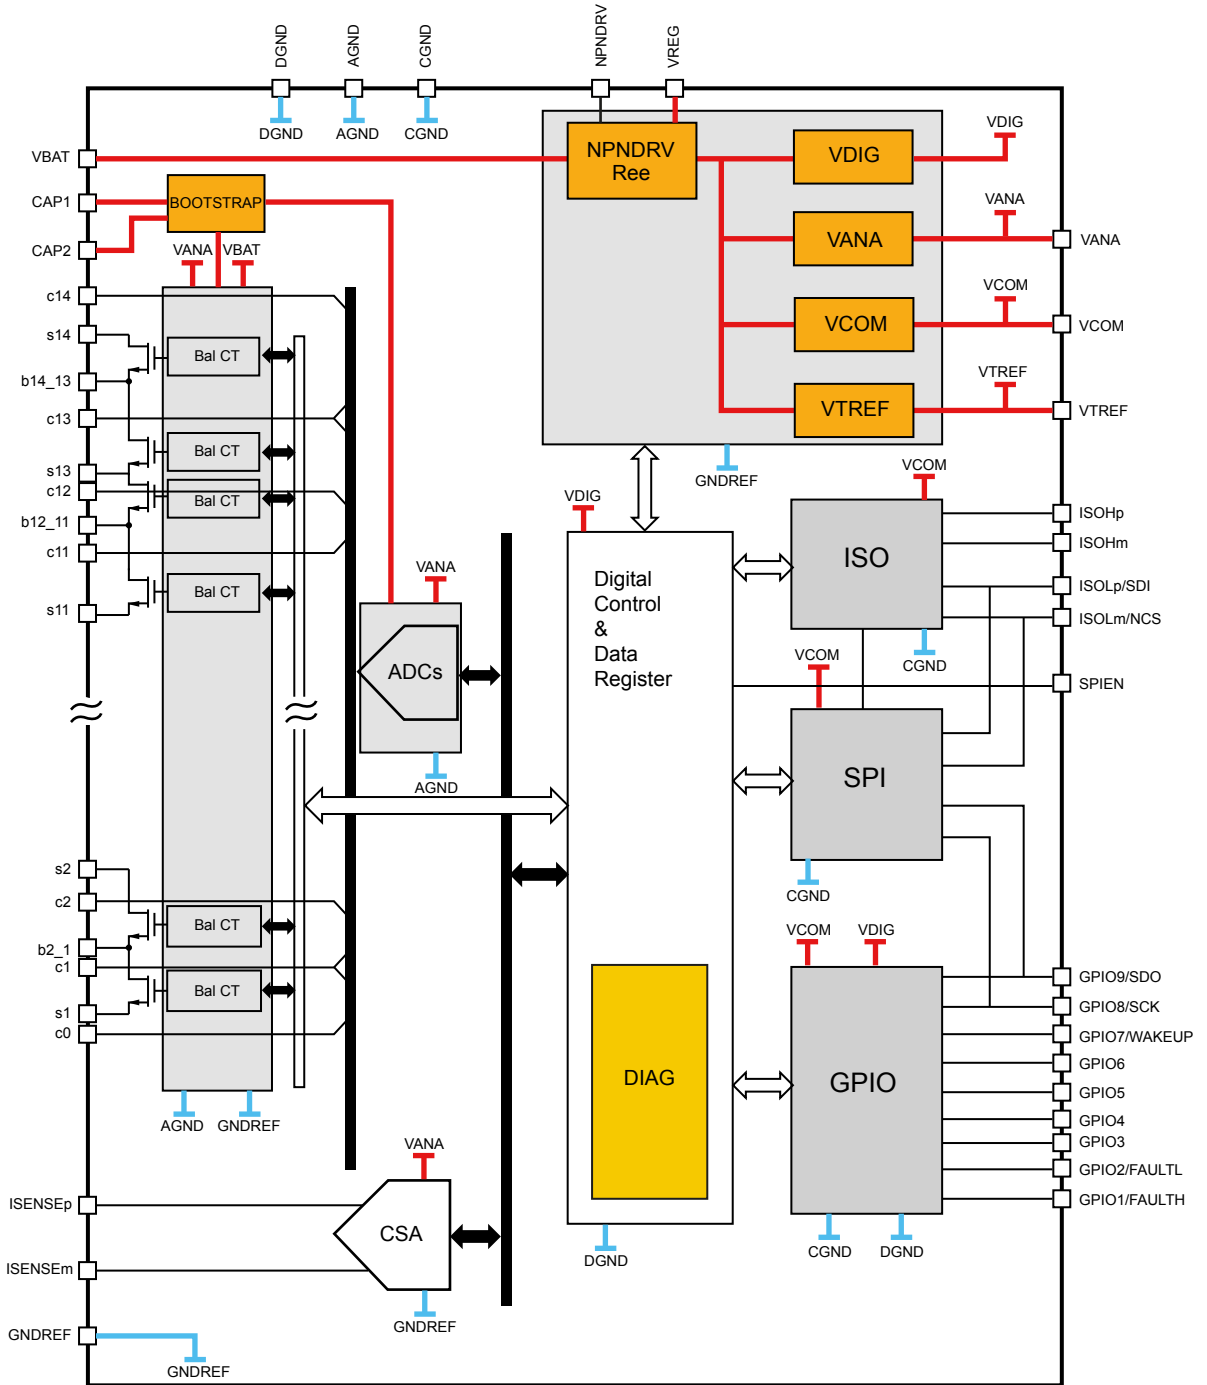 DGND
AGND
CGND
NPNDRV
VREG
DGND
AGND
CGND
VBAT
CAP1
CAP2
BOOTSTRAP
VANA
VBAT
NPNDRV
Ree
VDIG
VDIG
VANA
VANA
VANA
VCOM
VCOM
VCOM
VTREF
VTREF
VTREF
GNDREF
c14
s14
b14_13
c13
s13
c12
b12_11
c11
s11
Bal CT
Bal CT
Bal CT
Bal CT
s2
c2
b2_1
c1
s1
c0
Bal CT
Bal CT
AGND
GNDREF
VANA
ADCs
AGND
VDIG
Digital
Control
&
Data
Register
DIAG
DGND
VCOM
ISO
CGND
ISOHp
ISOHm
ISOLp/SDI
ISOLm/NCS
SPIEN
VCOM
SPI
CGND
VCOM
VDIG
GPIO
CGND
DGND
GPIO9/SDO
GPIO8/SCK
GPIO7/WAKEUP
GPIO6
GPIO5
GPIO4
GPIO3
GPIO2/FAULTL
GPIO1/FAULTH
VANA
CSA
GNDREF
ISENSEp
ISENSEm
GNDREF
GNDREF